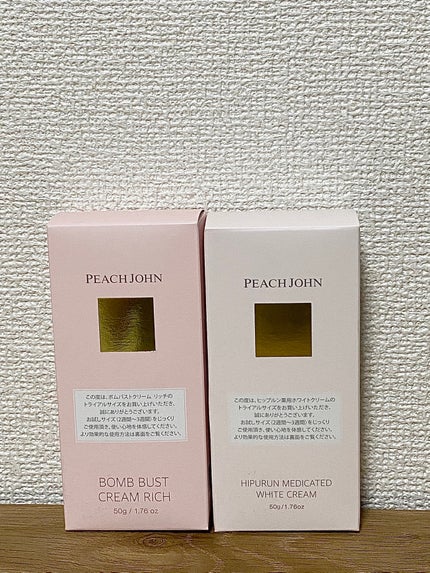 PEACH JOHN
この度は、ボムバストクリーム リッチの
トライアルサイズをお買い上げいただき、
誠にありがとうございます。
お試しサイズ(2週間〜3週間)をじっくり
ご使用頂き、使い心地を体感してください。
より効果的な使用方法は裏面をご覧ください。
BOMB BUST
CREAM RICH
50g / 1.76 oz
PEACH JOHN
この度は、ヒップルン薬用ホワイトクリームの
トライアルサイズをお買い上げいただき、
誠にありがとうございます。
お試しサイズ(2週間〜3週間)をじっくり
ご使用頂き、使い心地を体感してください。
より効果的な使用方法は裏面をご覧ください。
HIPURUN MEDICATED
WHITE CREAM
50g/1.76oz